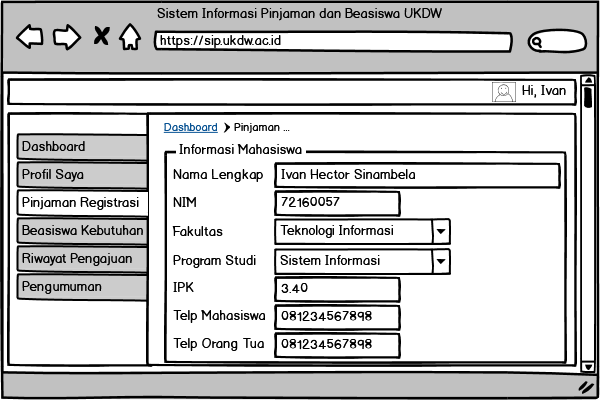 Sistem Informasi Pinjaman dan Beasiswa UKDW
https://sip.ukdw.ac.id
Hi, Ivan
Dashboard
Profil Saya
Pinjaman Registrasi
Beasiswa Kebutuhan
Riwayat Pengajuan
Pengumuman
Dashboard Pinjaman ...
Informasi Mahasiswa
Nama Lengkap Ivan Hector Sinambela
NIM 72160057
Fakultas Teknologi Informasi
Program Studi Sistem Informasi
IPK 3.40
Telp Mahasiswa 081234567898
Telp Orang Tua 081234567898